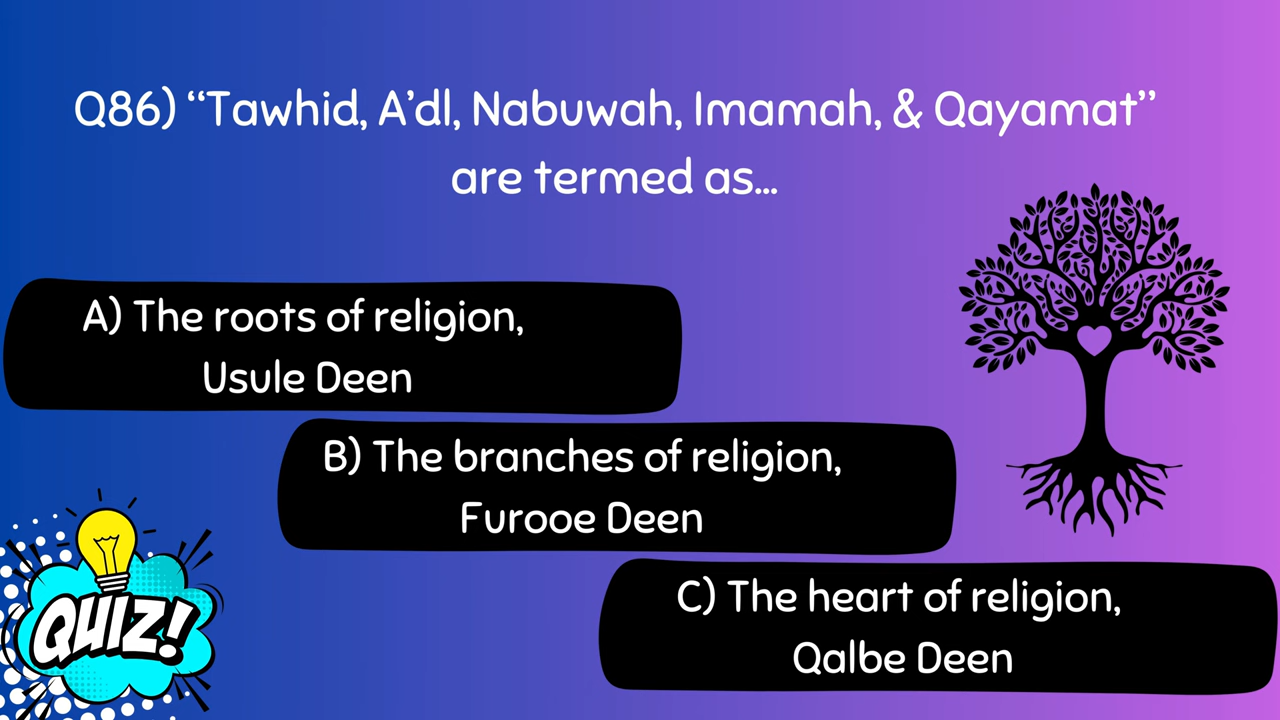 Q86) “Tawhid, A’dl, Nabuwah, Imamah, & Qayamat”
are termed as...
A) The roots of religion,
Usule Deen
B) The branches of religion,
Furooe Deen
C) The heart of religion,
Qalbe Deen
QUIZ!